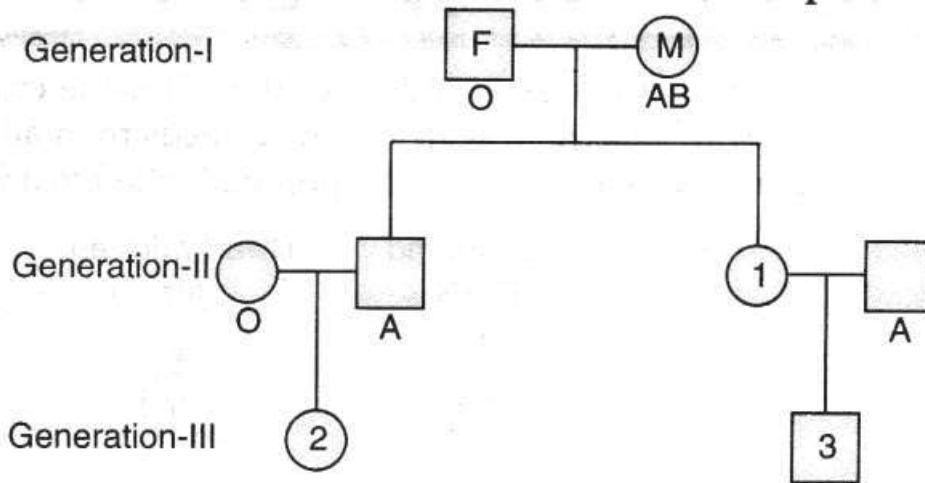 Generation-I
F
M
O
AB
Generation-II
1
O
A
A
Generation-III
2
3